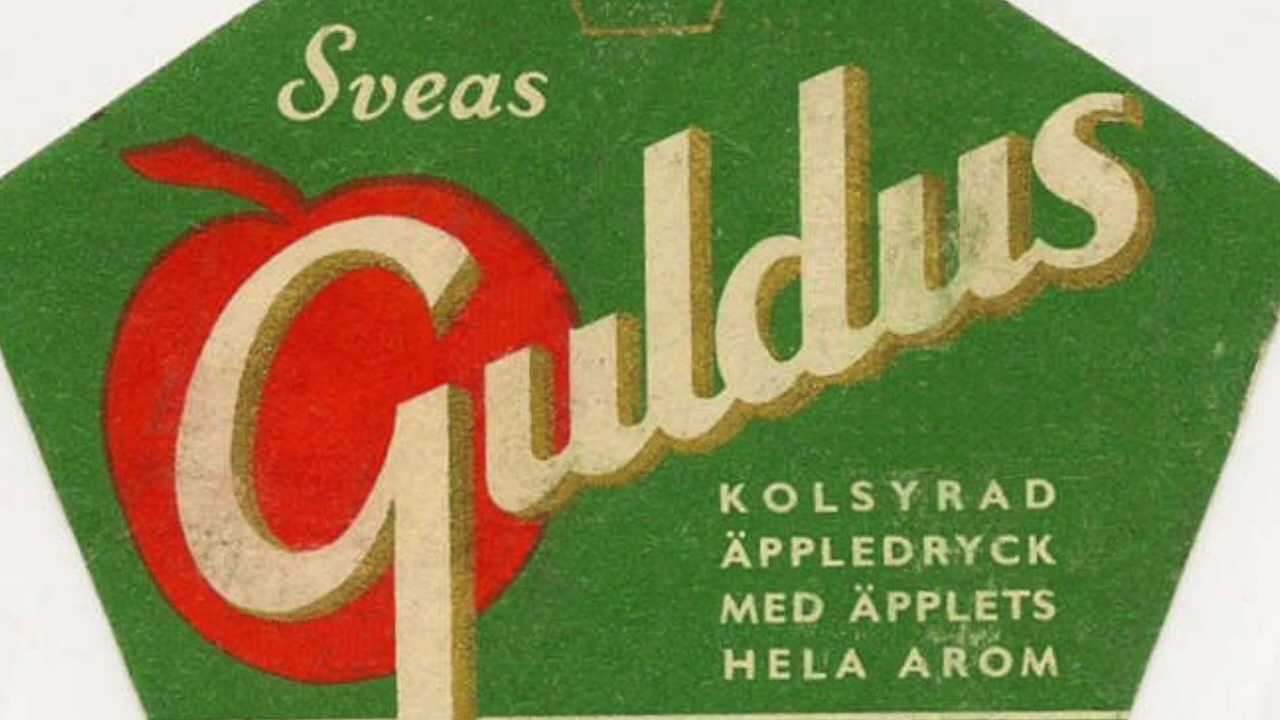 Sveas
Guldus
KOLSYRAD
ÄPPLEDRYCK
MED ÄPPLETS
HELA AROM